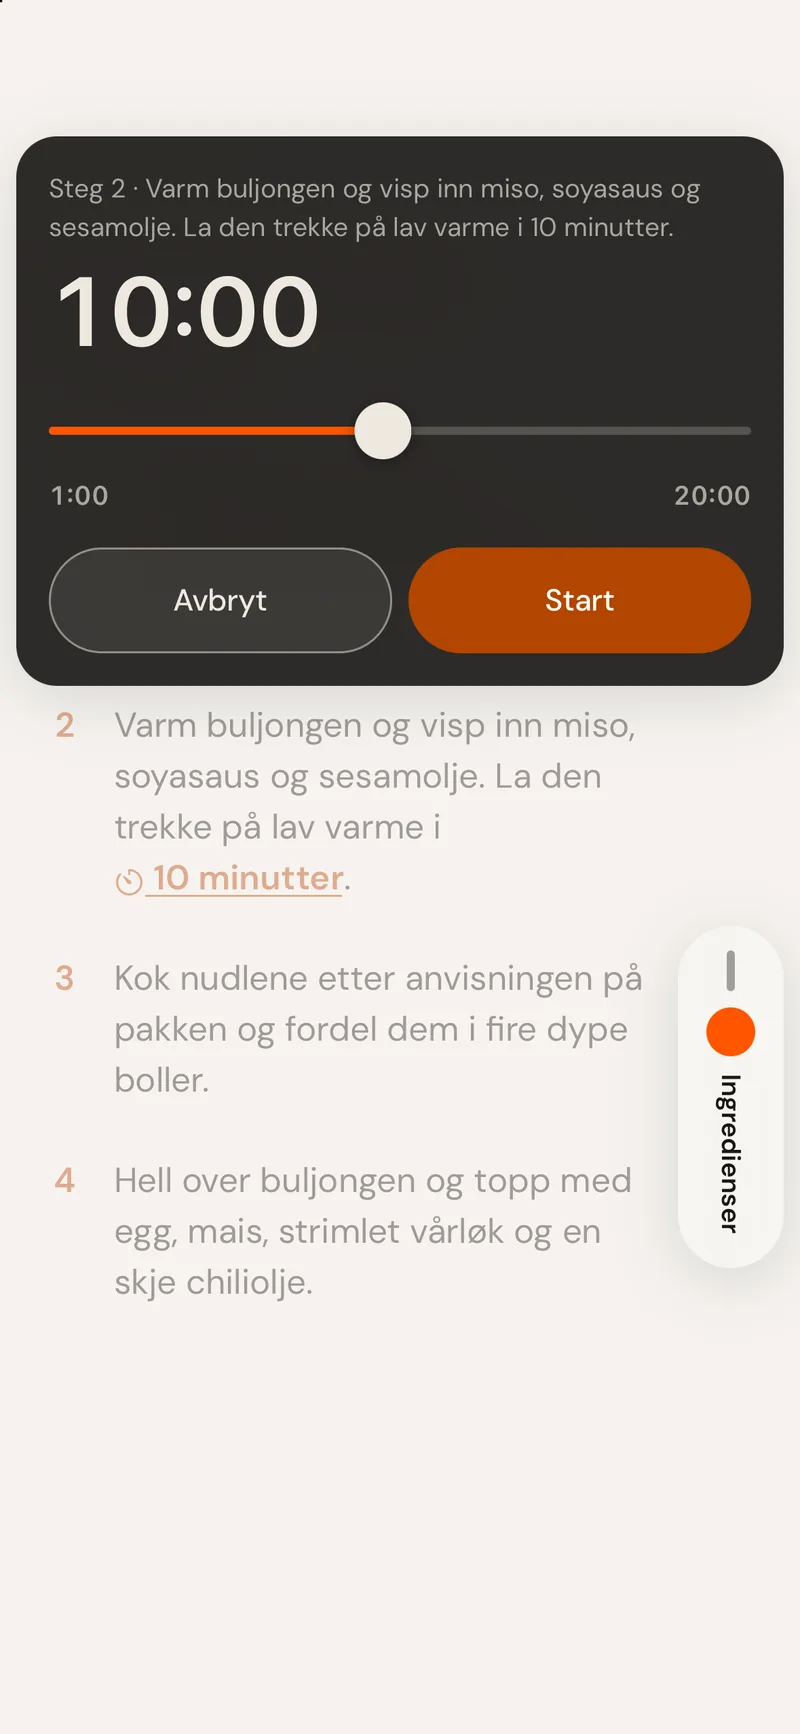 Steg 2 · Varm buljongen og visp inn miso, soyasaus og
sesamolje. La den trekke på lav varme i 10 minutter.
10:00
1:00
20:00
Avbryt
Start
2
Varm buljongen og visp inn miso,
soyasaus og sesamolje. La den
trekke på lav varme i
10 minutter.
3
Kok nudlene etter anvisningen på
pakken og fordel dem i fire dype
boller.
4
Hell over buljongen og topp med
egg, mais, strimlet vårløk og en
skje chiliolje.
Ingredienser